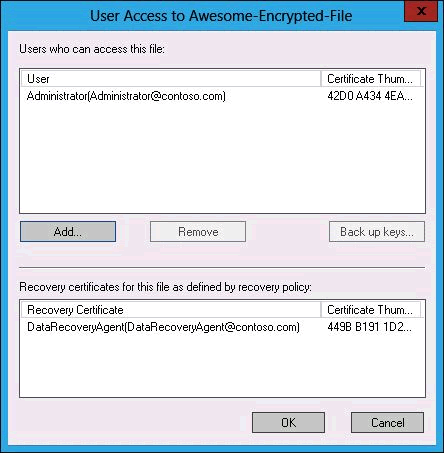 User Access to Awesome-Encrypted-File
x
Users who can access this file:
User Certificate Thum...
Administrator(Administrator@contoso.com) 42D0 A434 4EA...
Add... Remove Back up keys...
Recovery certificates for this file as defined by recovery policy:
Recovery Certificate Certificate Thum...
DataRecoveryAgent(DataRecoveryAgent@contoso.com) 449B B191 1D2...
OK Cancel